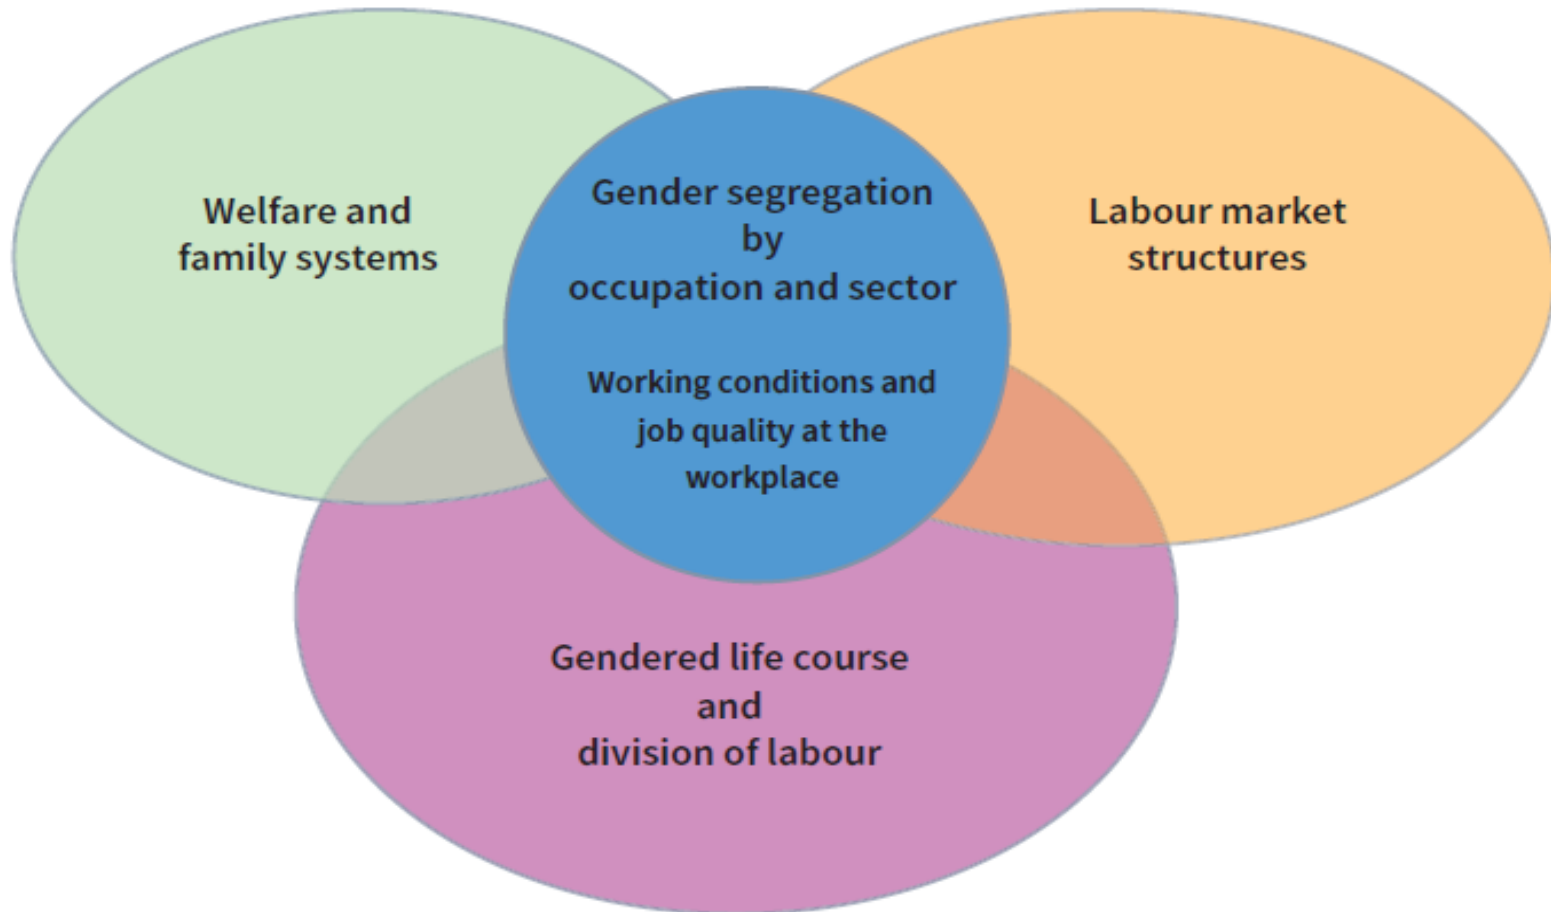 Welfare and
family systems
Gender segregation
by
occupation and sector
Working conditions and
job quality at the
workplace
Labour market
structures
Gendered life course
and
division of labour